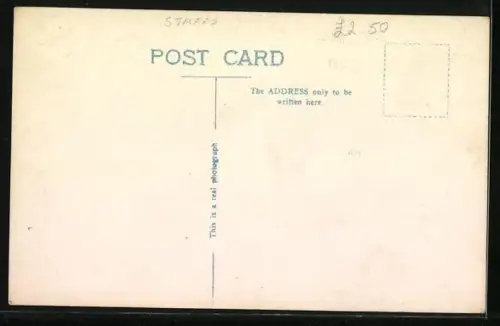 STAFFS
£2.50
POST CARD
The ADDRESS only to be
written here.
This is a real photograph